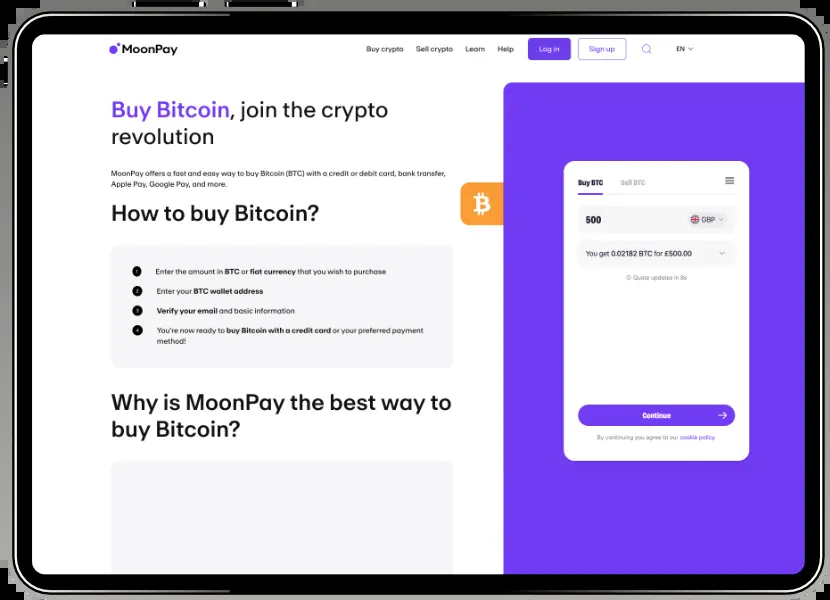 MoonPay
Buy crypto Sell crypto Learn Help Log in Sign up EN
Buy Bitcoin, join the crypto
revolution
MoonPay offers a fast and easy way to buy Bitcoin (BTC) with a credit or debit card, bank transfer,
Apple Pay, Google Pay, and more.
How to buy Bitcoin?
1 Enter the amount in BTC or fiat currency that you wish to purchase
2 Enter your BTC wallet address
3 Verify your email and basic information
4 You're now ready to buy Bitcoin with a credit card or your preferred payment
method!
Why is MoonPay the best way to
buy Bitcoin?
₿
Buy BTC Sell BTC
500 GBP
You get 0.02182 BTC for £500.00
Quote updates in 8s
Continue
By continuing you agree to our cookie policy.